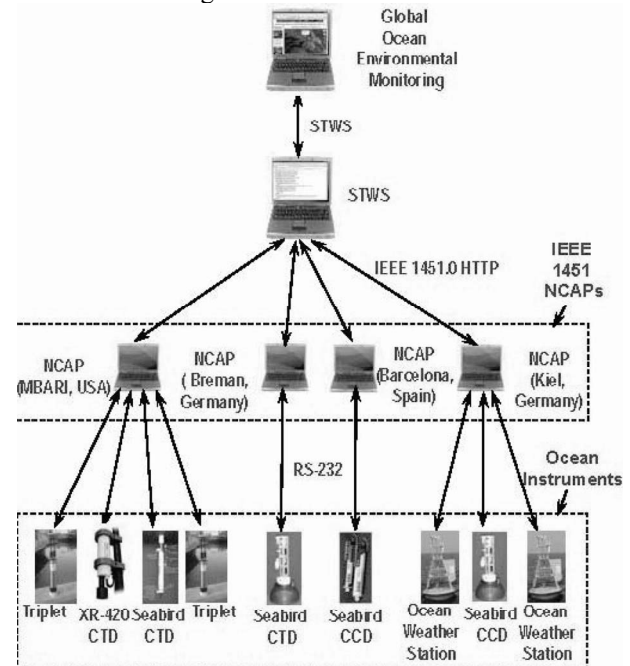 Global
Ocean
Environmental
Monitoring
STWS
STWS
IEEE 1451.0 HTTP
IEEE
1451
NCAPs
NCAP
(MBARI, USA)
NCAP
( Breman,
Germany)
NCAP
(Barcelona,
Spain)
NCAP
(Kiel,
Germany)
RS-232
Ocean
Instruments
Triplet
XR-420
CTD
Seabird
CTD
Triplet
Seabird
CTD
Seabird
CCD
Ocean
Weather
Station
Seabird
CCD
Ocean
Weather
Station